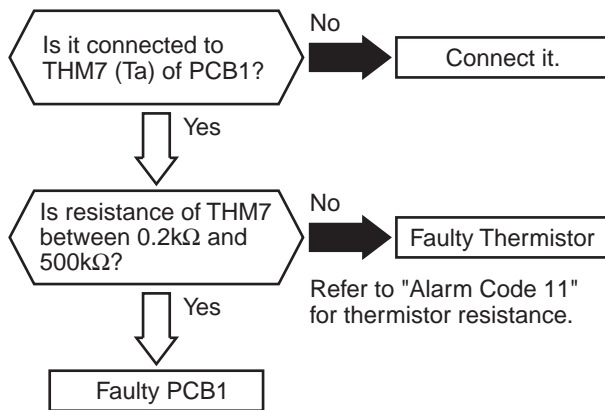 Is it connected to
THM7 (Ta) of PCB1?
No
Connect it.
Yes
Is resistance of THM7
between 0.2kΩ and
500kΩ?
No
Faulty Thermistor
Refer to "Alarm Code 11"
for thermistor resistance.
Yes
Faulty PCB1